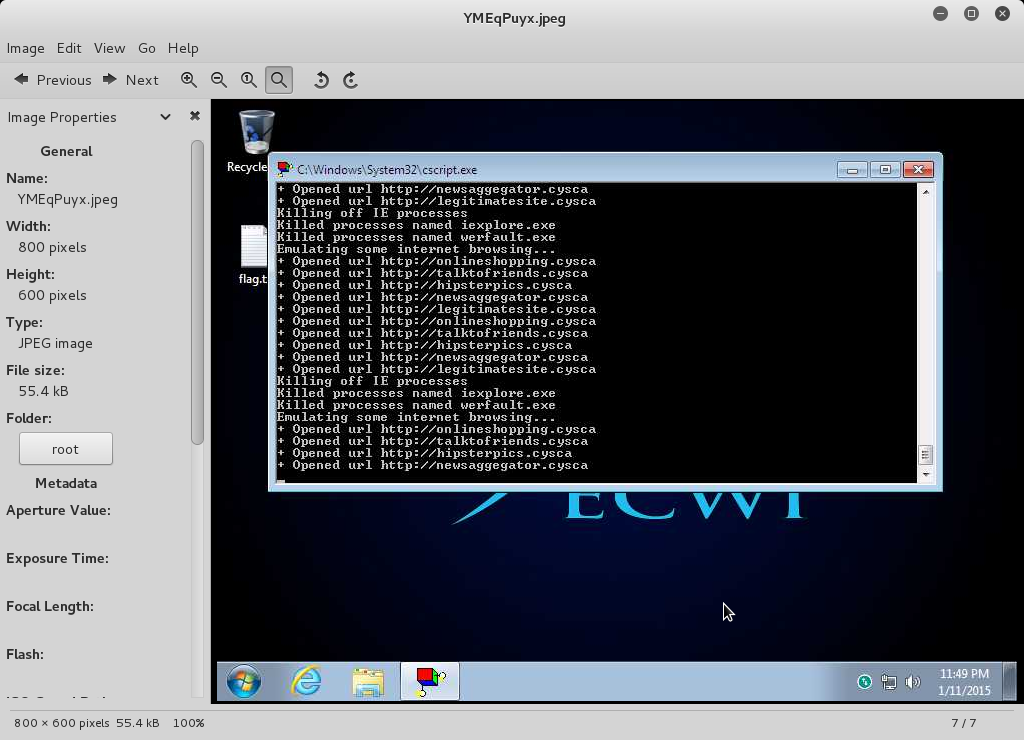 YMEqPuyx.jpeg
Image Edit View Go Help
Previous Next
Image Properties
General
Name:
YMEqPuyx.jpeg
Width:
800 pixels
Height:
600 pixels
Type:
JPEG image
File size:
55.4 kB
Folder:
root
Metadata
Aperture Value:
Exposure Time:
Focal Length:
Flash:
Recycle
flag.t
C:\Windows\System32\cscript.exe
+ Opened url http://newsaggegator.cysca
+ Opened url http://legitimatesite.cysca
Killing off IE processes
Killed processes named iexplore.exe
Killed processes named werfault.exe
Emulating some internet browsing...
+ Opened url http://onlineshopping.cysca
+ Opened url http://talktofriends.cysca
+ Opened url http://hipsterpics.cysca
+ Opened url http://newsaggegator.cysca
+ Opened url http://legitimatesite.cysca
+ Opened url http://onlineshopping.cysca
+ Opened url http://talktofriends.cysca
+ Opened url http://hipsterpics.cysca
+ Opened url http://newsaggegator.cysca
+ Opened url http://legitimatesite.cysca
Killing off IE processes
Killed processes named iexplore.exe
Killed processes named werfault.exe
Emulating some internet browsing...
+ Opened url http://onlineshopping.cysca
+ Opened url http://talktofriends.cysca
+ Opened url http://hipsterpics.cysca
+ Opened url http://newsaggegator.cysca
11:49 PM
1/11/2015
800 × 600 pixels 55.4 kB 100%
7 / 7